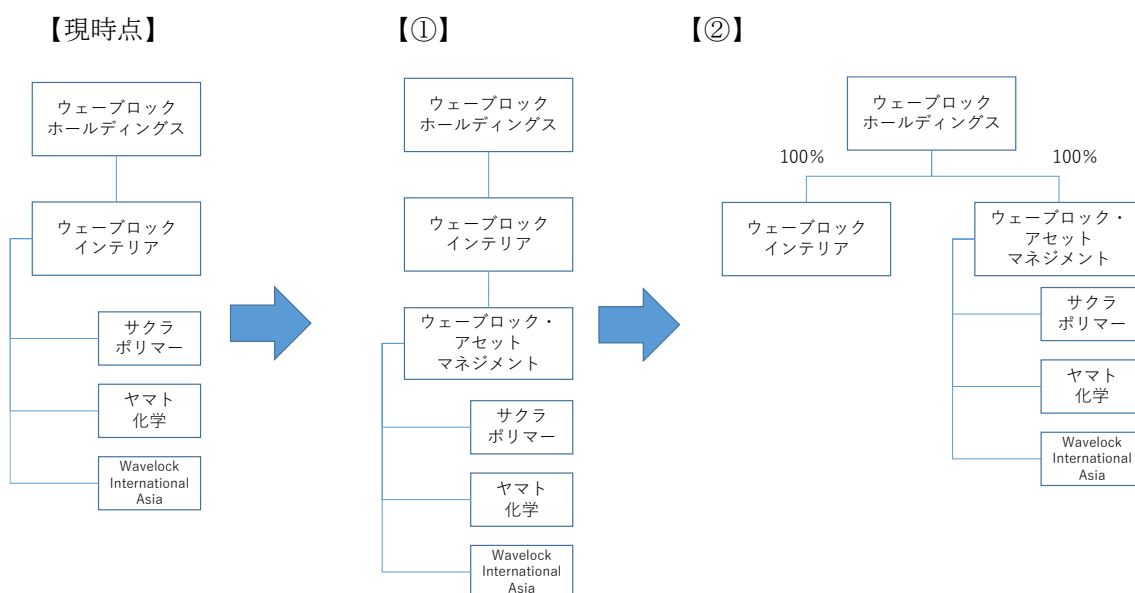 【現時点】
ウェーブロック
ホールディングス
ウェーブロック
インテリア
サクラ
ポリマー
ヤマト
化学
Wavelock
International
Asia
【①】
ウェーブロック
ホールディングス
ウェーブロック
インテリア
ウェーブロック・
アセット
マネジメント
サクラ
ポリマー
ヤマト
化学
Wavelock
International
Asia
【②】
ウェーブロック
ホールディングス
100%
100%
ウェーブロック
インテリア
ウェーブロック・
アセット
マネジメント
サクラ
ポリマー
ヤマト
化学
Wavelock
International
Asia